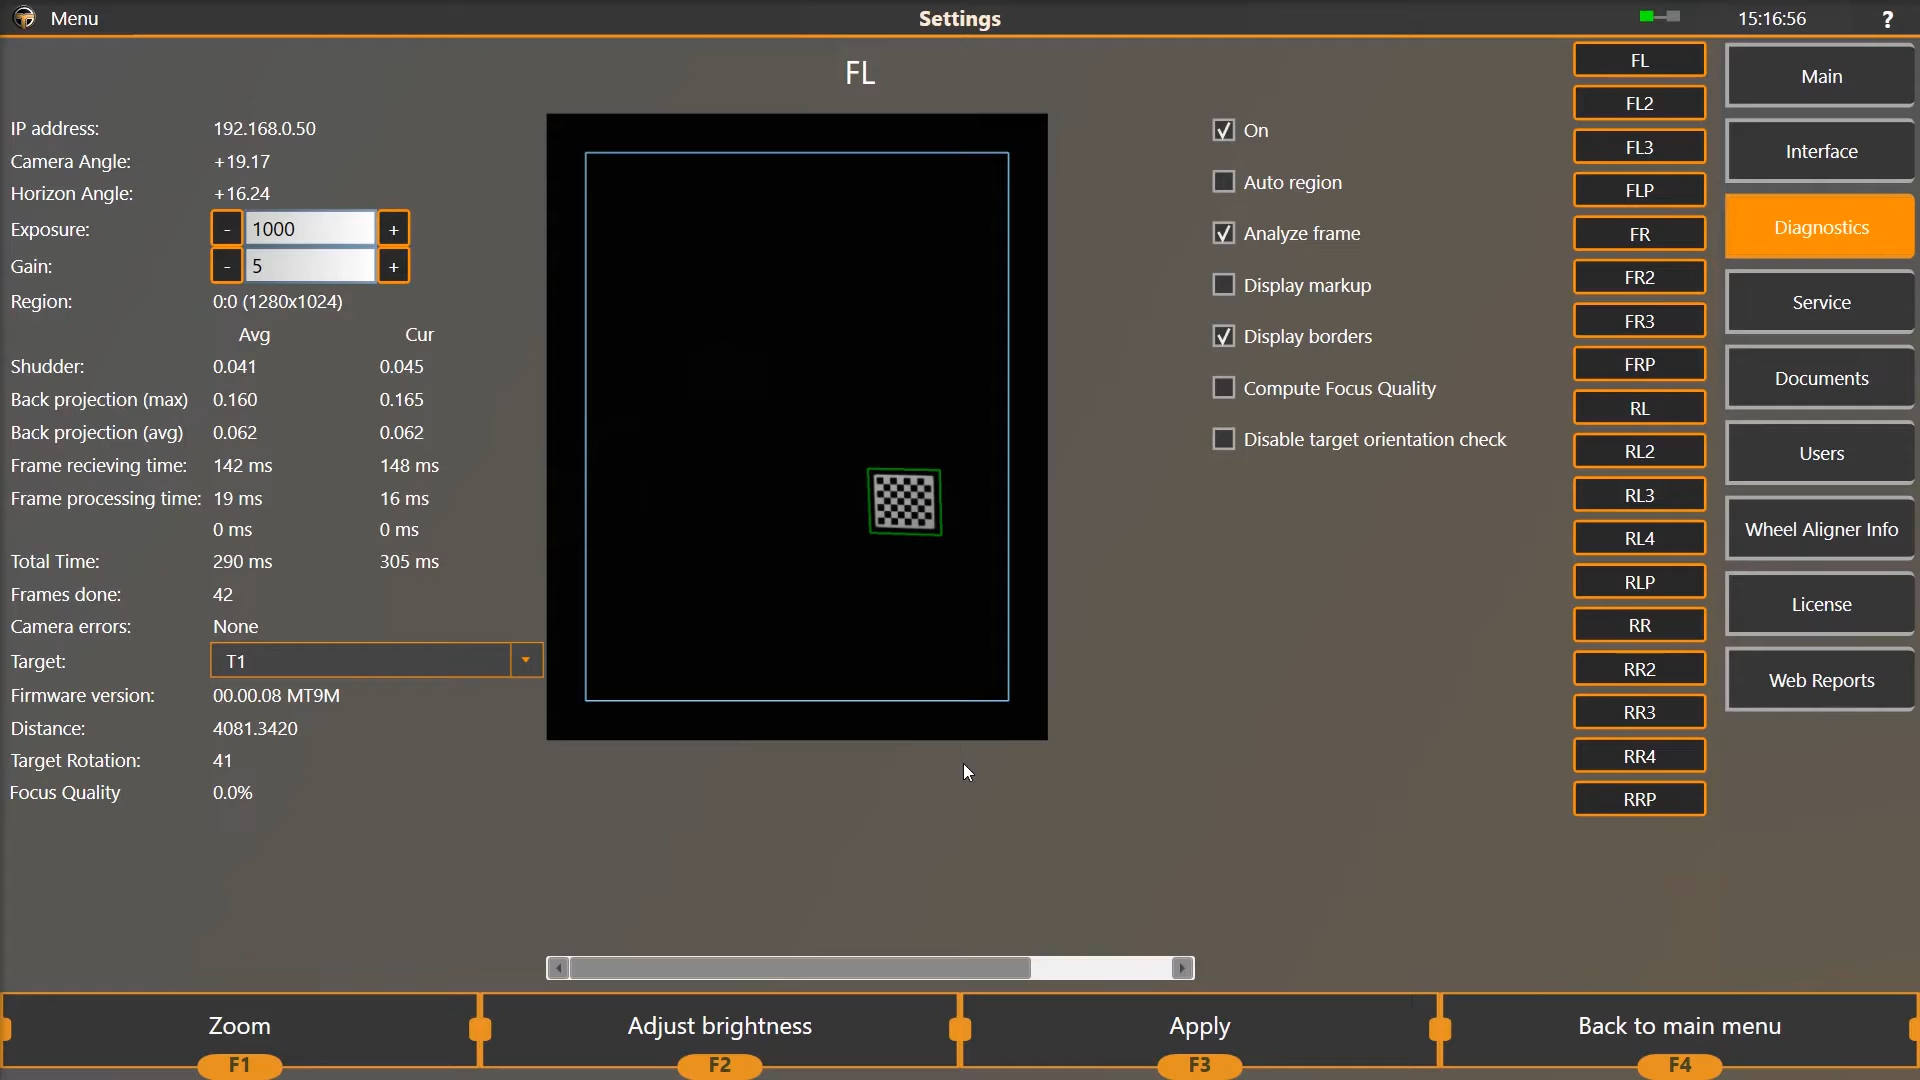 Menu
Settings
15:16:56
?
FL
IP address: 192.168.0.50
Camera Angle: +19.17
Horizon Angle: +16.24
Exposure: - 1000 +
Gain: - 5 +
Region: 0:0 (1280x1024)
Avg Cur
Shudder: 0.041 0.045
Back projection (max) 0.160 0.165
Back projection (avg) 0.062 0.062
Frame recieving time: 142 ms 148 ms
Frame processing time: 19 ms 16 ms
0 ms 0 ms
Total Time: 290 ms 305 ms
Frames done: 42
Camera errors: None
Target: T1
Firmware version: 00.00.08 MT9M
Distance: 4081.3420
Target Rotation: 41
Focus Quality 0.0%
On
Auto region
Analyze frame
Display markup
Display borders
Compute Focus Quality
Disable target orientation check
FL
FL2
FL3
FLP
FR
FR2
FR3
FRP
RL
RL2
RL3
RL4
RLP
RR
RR2
RR3
RR4
RRP
Main
Interface
Diagnostics
Service
Documents
Users
Wheel Aligner Info
License
Web Reports
Zoom
F1
Adjust brightness
F2
Apply
F3
Back to main menu
F4